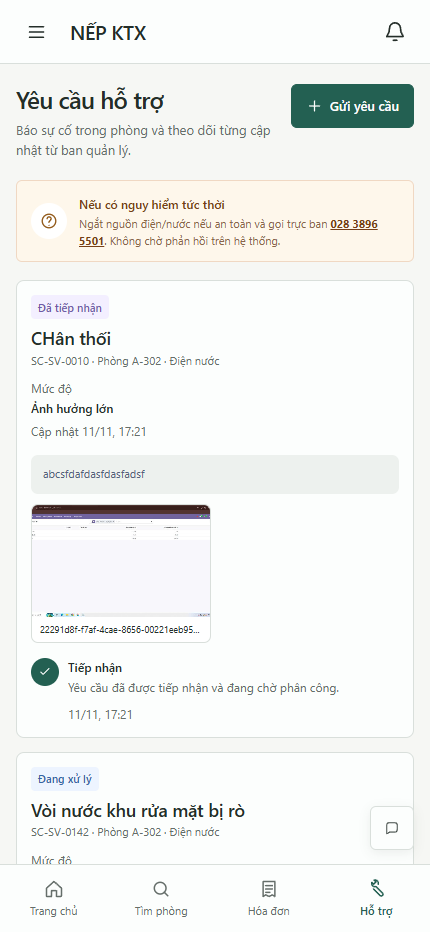 NẾP KTX
Yêu cầu hỗ trợ
Gửi yêu cầu
Báo sự cố trong phòng và theo dõi từng cập
nhật từ ban quản lý.
Nếu có nguy hiểm tức thời
Ngắt nguồn điện/nước nếu an toàn và gọi trực ban 028 3896
5501. Không chờ phản hồi trên hệ thống.
Đã tiếp nhận
CHân thối
SC-SV-0010 · Phòng A-302 · Điện nước
Mức độ
Ảnh hưởng lớn
Cập nhật 11/11, 17:21
abcsfdafdasfdasfadsf
22291d8f-f7af-4cae-8656-00221eeb95...
Tiếp nhận
Yêu cầu đã được tiếp nhận và đang chờ phân công.
11/11, 17:21
Đang xử lý
Vòi nước khu rửa mặt bị rò
SC-SV-0142 · Phòng A-302 · Điện nước
Mức độ
Trang chủ
Tìm phòng
Hóa đơn
Hỗ trợ